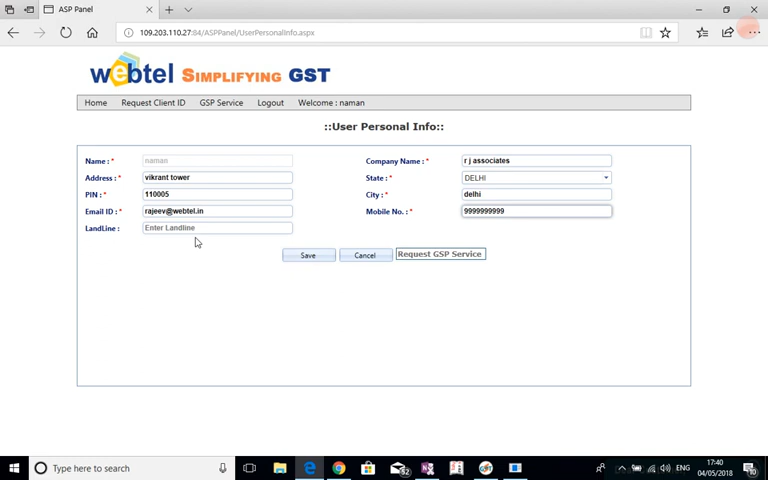 ASP Panel
109.203.110.27:84/ASPPanel/UserPersonalInfo.aspx
webtel SIMPLIFYING GST
Home Request Client ID GSP Service Logout Welcome : naman
::User Personal Info::
Name : * naman Company Name : * r j associates
Address : * vikrant tower State : * DELHI
PIN : * 110005 City : * delhi
Email ID : * rajeev@webtel.in Mobile No. : * 9999999999
LandLine : Enter Landline
Save Cancel Request GSP Service
Type here to search 52 ENG 17:40
04/05/2018 10